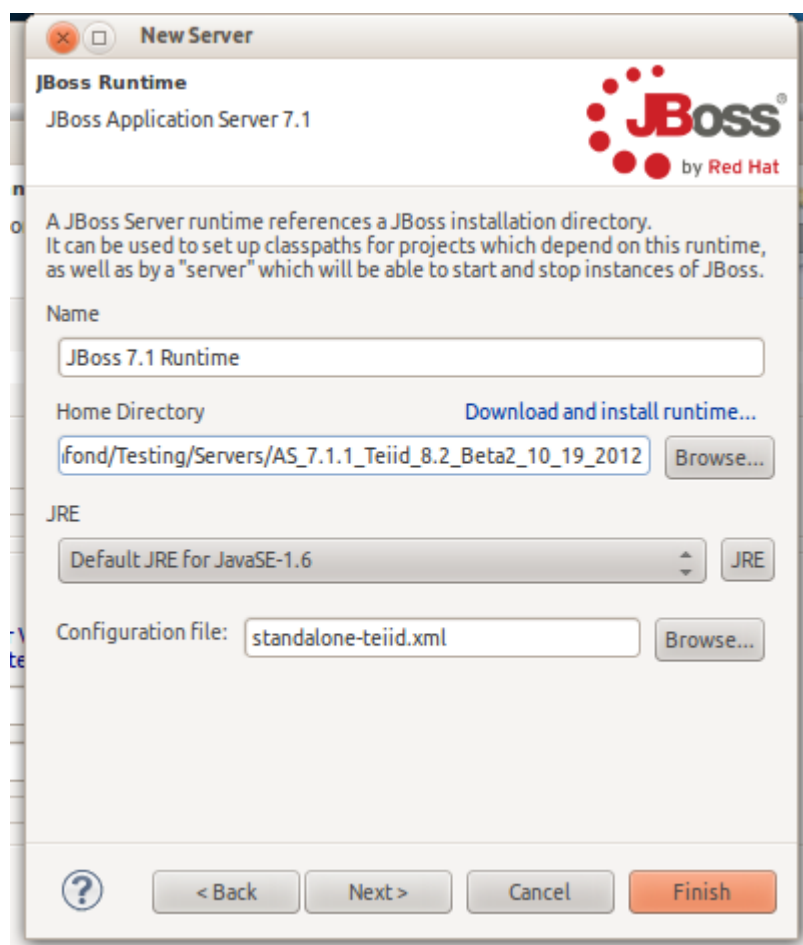 New Server
JBoss Runtime
JBoss Application Server 7.1
JBoss®
by Red Hat
A JBoss Server runtime references a JBoss installation directory.
It can be used to set up classpaths for projects which depend on this runtime,
as well as by a "server" which will be able to start and stop instances of JBoss.
Name
JBoss 7.1 Runtime
Home Directory Download and install runtime...
fond/Testing/Servers/AS_7.1.1_Teiid_8.2_Beta2_10_19_2012 Browse...
JRE
Default JRE for JavaSE-1.6 JRE
Configuration file: standalone-teiid.xml Browse...
? < Back Next > Cancel Finish